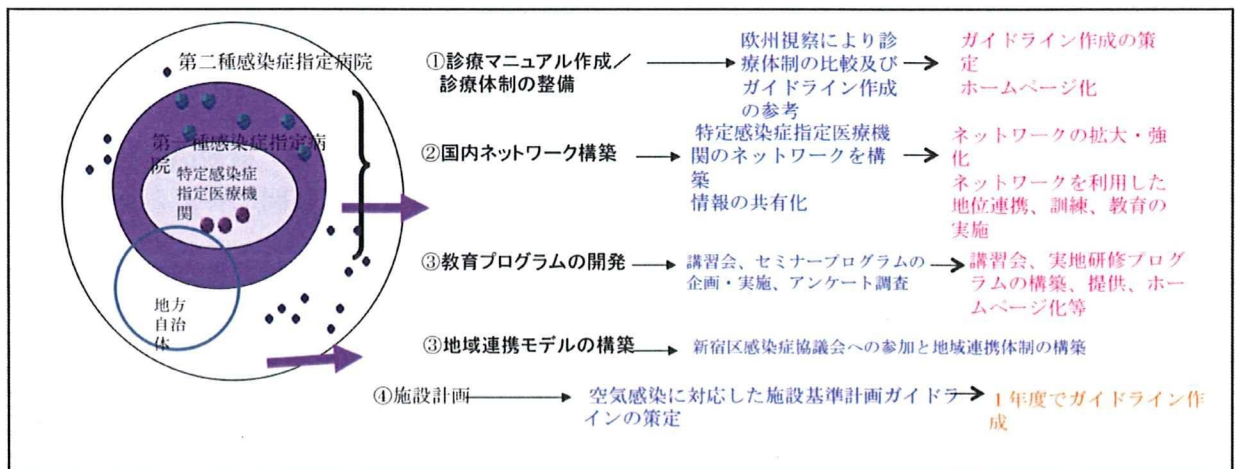 第二種感染症指定病院
第一種感染症指定病
院
特定感染症
指定医療機
関
地方
自治
体
①診療マニュアル作成／
診療体制の整備
欧州視察により診
療体制の比較及び
ガイドライン作成
の参考
ガイドライン作成の策
定
ホームページ化
②国内ネットワーク構築
特定感染症指定医療機
関のネットワークを構
築
情報の共有化
ネットワークの拡大・強
化
ネットワークを利用した
地位連携、訓練、教育の
実施
③教育プログラムの開発
講習会、セミナープログラムの
企画・実施、アンケート調査
講習会、実地研修プログ
ラムの構築、提供、ホー
ムページ化等
③地域連携モデルの構築
新宿区感染症協議会への参加と地域連携体制の構築
④施設計画
空気感染に対応した施設基準計画ガイドラ
インの策定
1年度でガイドライン作
成